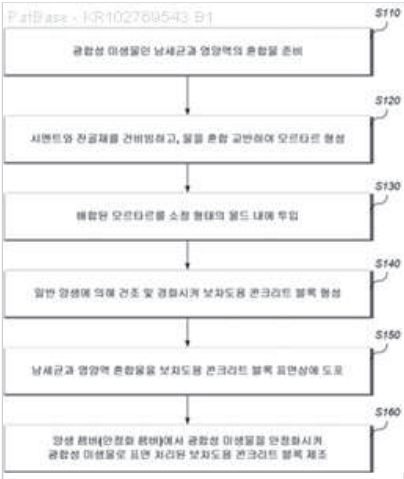 PatBase - KR102769543 B1
S110
광합성 미생물인 남세균과 영양액의 혼합물 준비
S120
시멘트와 잔골재를 건비빔하고, 물을 혼합 교반하여 모르타르 형성
S130
배합된 모르타르를 소정 형태의 몰드 내에 투입
S140
일반 양생에 의해 건조 및 경화시켜 보차도용 콘크리트 블록 형성
S150
남세균과 영양액 혼합물을 보차도용 콘크리트 블록 표면상에 도포
S160
양생 챔버(안정화 챔버)에서 광합성 미생물을 안정화시켜
광합성 미생물로 표면 처리된 보차도용 콘크리트 블록 제조